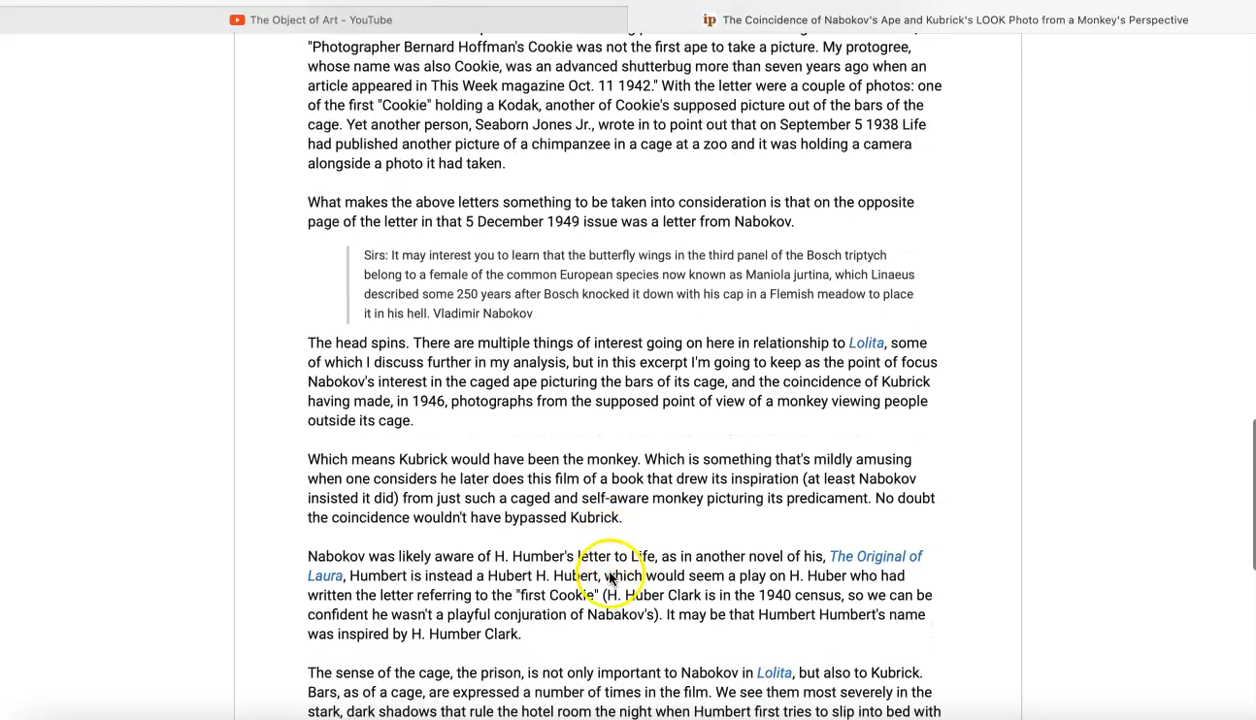 The Object of Art - YouTube
ip The Coincidence of Nabokov's Ape and Kubrick's LOOK Photo from a Monkey's Perspective
"Photographer Bernard Hoffman's Cookie was not the first ape to take a picture. My protogree,
whose name was also Cookie, was an advanced shutterbug more than seven years ago when an
article appeared in This Week magazine Oct. 11 1942." With the letter were a couple of photos: one
of the first "Cookie" holding a Kodak, another of Cookie's supposed picture out of the bars of the
cage. Yet another person, Seaborn Jones Jr., wrote in to point out that on September 5 1938 Life
had published another picture of a chimpanzee in a cage at a zoo and it was holding a camera
alongside a photo it had taken.
What makes the above letters something to be taken into consideration is that on the opposite
page of the letter in that 5 December 1949 issue was a letter from Nabokov.
Sirs: It may interest you to learn that the butterfly wings in the third panel of the Bosch triptych
belong to a female of the common European species now known as Maniola jurtina, which Linaeus
described some 250 years after Bosch knocked it down with his cap in a Flemish meadow to place
it in his hell. Vladimir Nabokov
The head spins. There are multiple things of interest going on here in relationship to Lolita, some
of which I discuss further in my analysis, but in this excerpt I'm going to keep as the point of focus
Nabokov's interest in the caged ape picturing the bars of its cage, and the coincidence of Kubrick
having made, in 1946, photographs from the supposed point of view of a monkey viewing people
outside its cage.
Which means Kubrick would have been the monkey. Which is something that's mildly amusing
when one considers he later does this film of a book that drew its inspiration (at least Nabokov
insisted it did) from just such a caged and self-aware monkey picturing its predicament. No doubt
the coincidence wouldn't have bypassed Kubrick.
Nabokov was likely aware of H. Humber's letter to Life, as in another novel of his, The Original of
Laura, Humbert is instead a Hubert H. Hubert, which would seem a play on H. Huber who had
written the letter referring to the "first Cookie" (H. Huber Clark is in the 1940 census, so we can be
confident he wasn't a playful conjuration of Nabakov's). It may be that Humbert Humbert's name
was inspired by H. Humber Clark.
The sense of the cage, the prison, is not only important to Nabokov in Lolita, but also to Kubrick.
Bars, as of a cage, are expressed a number of times in the film. We see them most severely in the
stark, dark shadows that rule the hotel room the night when Humbert first tries to slip into bed with